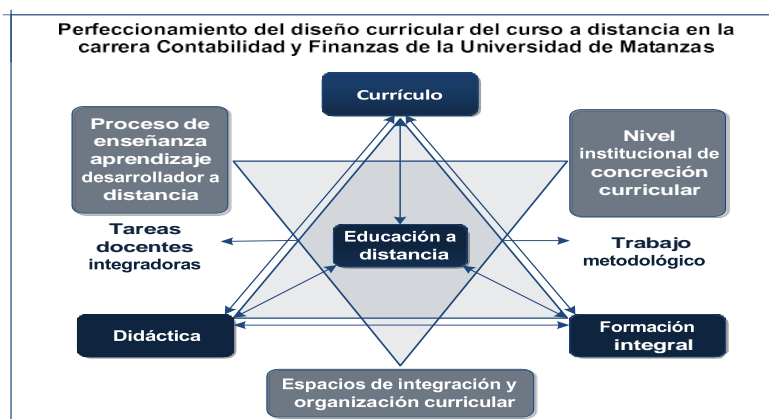 Perfeccionamiento del diseño curricular del curso a distancia en la
carrera Contabilidad y Finanzas de la Universidad de Matanzas
Currículo
Proceso de
enseñanza
aprendizaje
desarrollador a
distancia
Nivel
institucional de
concreción
curricular
Tareas
docentes
integradoras
Educación a
distancia
Trabajo
metodológico
Didáctica
Formación
integral
Espacios de integración y
organización curricular